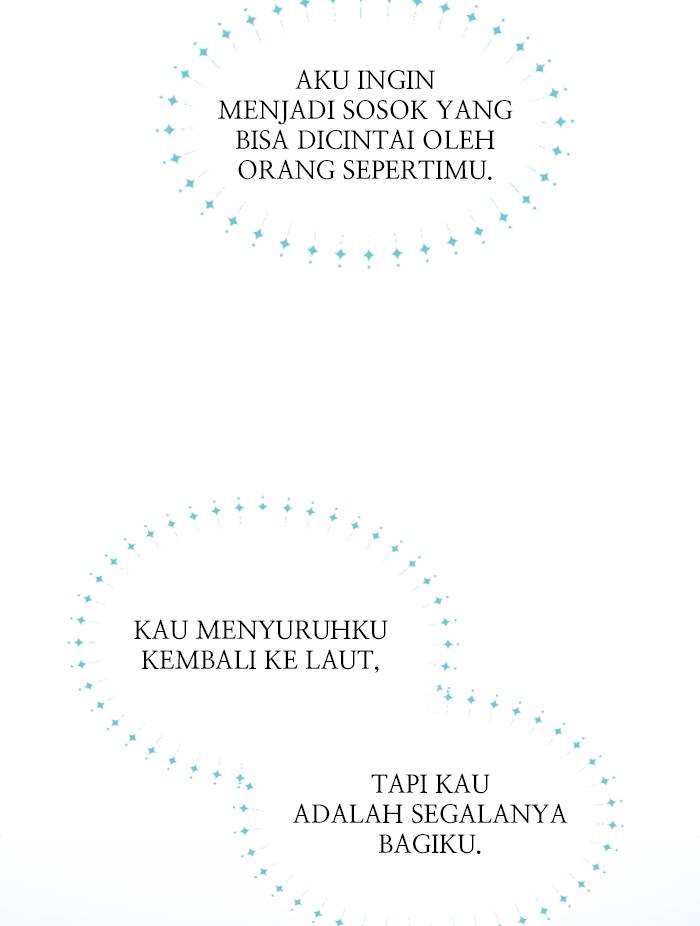 AKU INGIN
MENJADI SOSOK YANG
BISA DICINTAI OLEH
ORANG SEPERTIMU.
KAU MENYURUHKU
KEMBALI KE LAUT,
TAPI KAU
ADALAH SEGALANYA
BAGIKU.